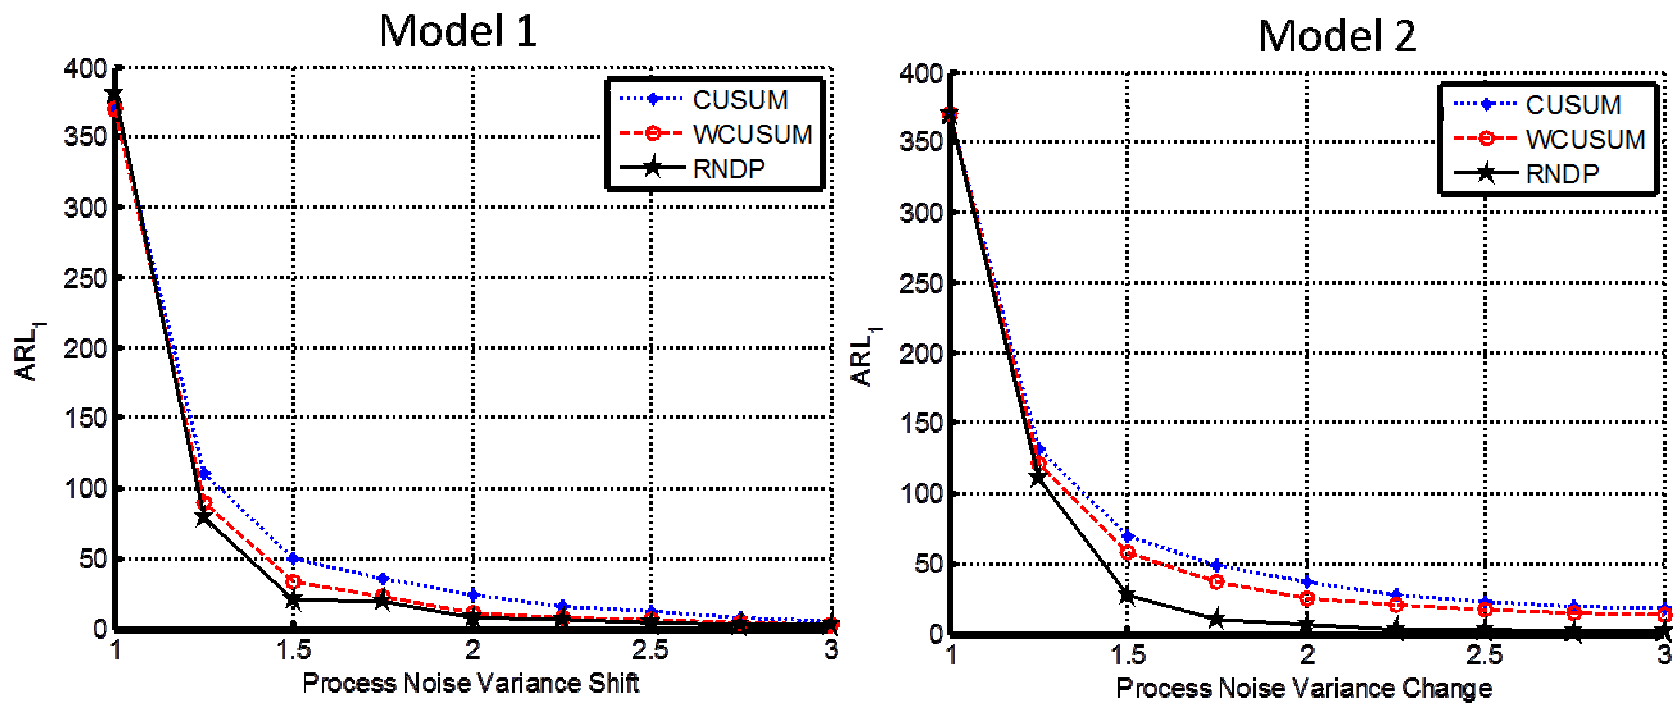 Model 1
400
350
300
250
200
150
100
50
0
ARL1
1
1.5
2
2.5
3
Process Noise Variance Shift
CUSUM
WCUSUM
RNDP
Model 2
400
350
300
250
200
150
100
50
0
ARL1
1
1.5
2
2.5
3
Process Noise Variance Change
CUSUM
WCUSUM
RNDP